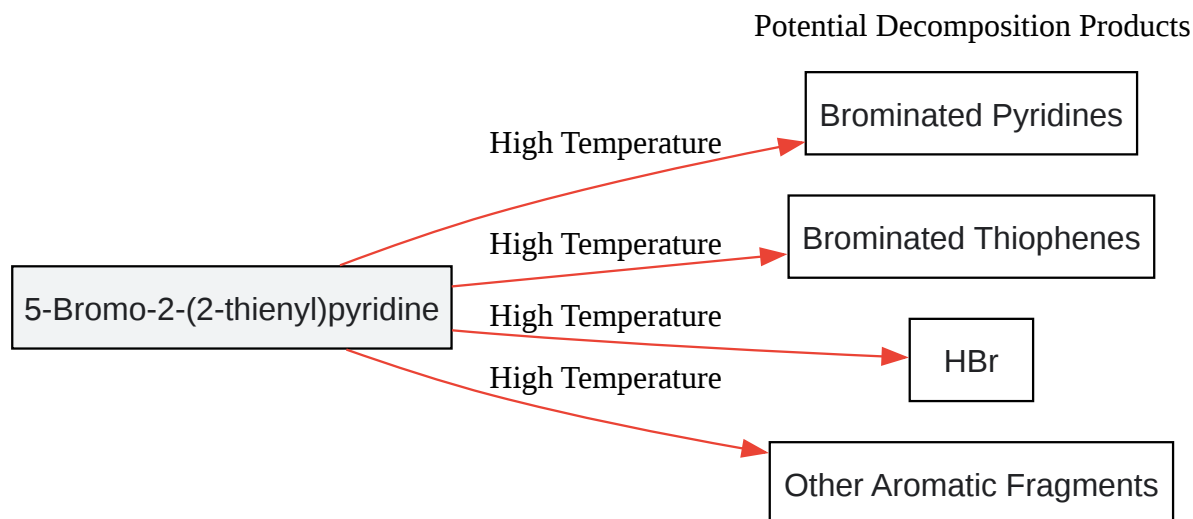 Potential Decomposition Products
Brominated Pyridines
High Temperature
Brominated Thiophenes
High Temperature
5-Bromo-2-(2-thienyl)pyridine
High Temperature
HBr
High Temperature
Other Aromatic Fragments